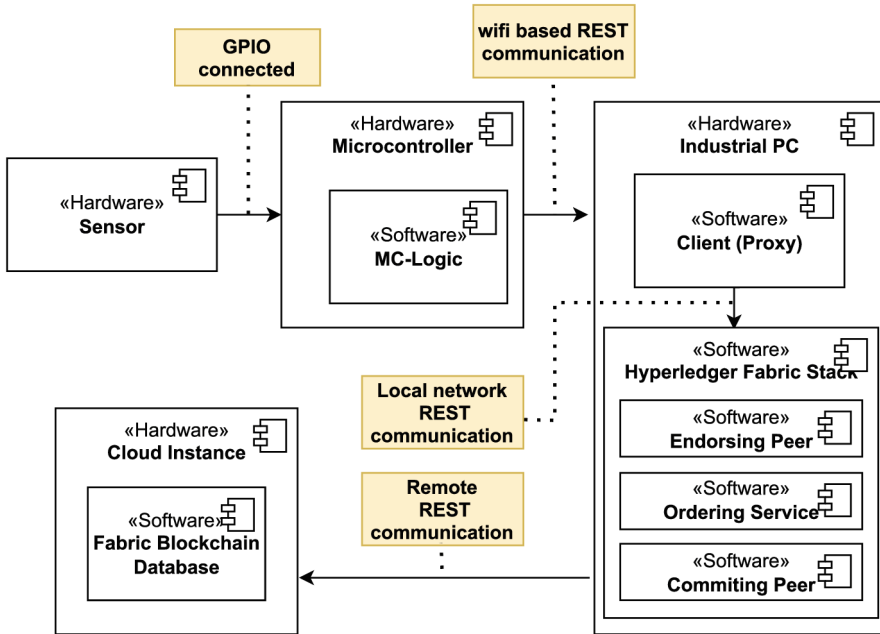 GPIO
connected
wifi based REST
communication
«Hardware»
Sensor
«Hardware»
Microcontroller
«Software»
MC-Logic
«Hardware»
Industrial PC
«Software»
Client (Proxy)
«Software»
Hyperledger Fabric Stack
«Software»
Endorsing Peer
«Software»
Ordering Service
«Software»
Commiting Peer
Local network
REST
communication
Remote
REST
communication
«Hardware»
Cloud Instance
«Software»
Fabric Blockchain
Database